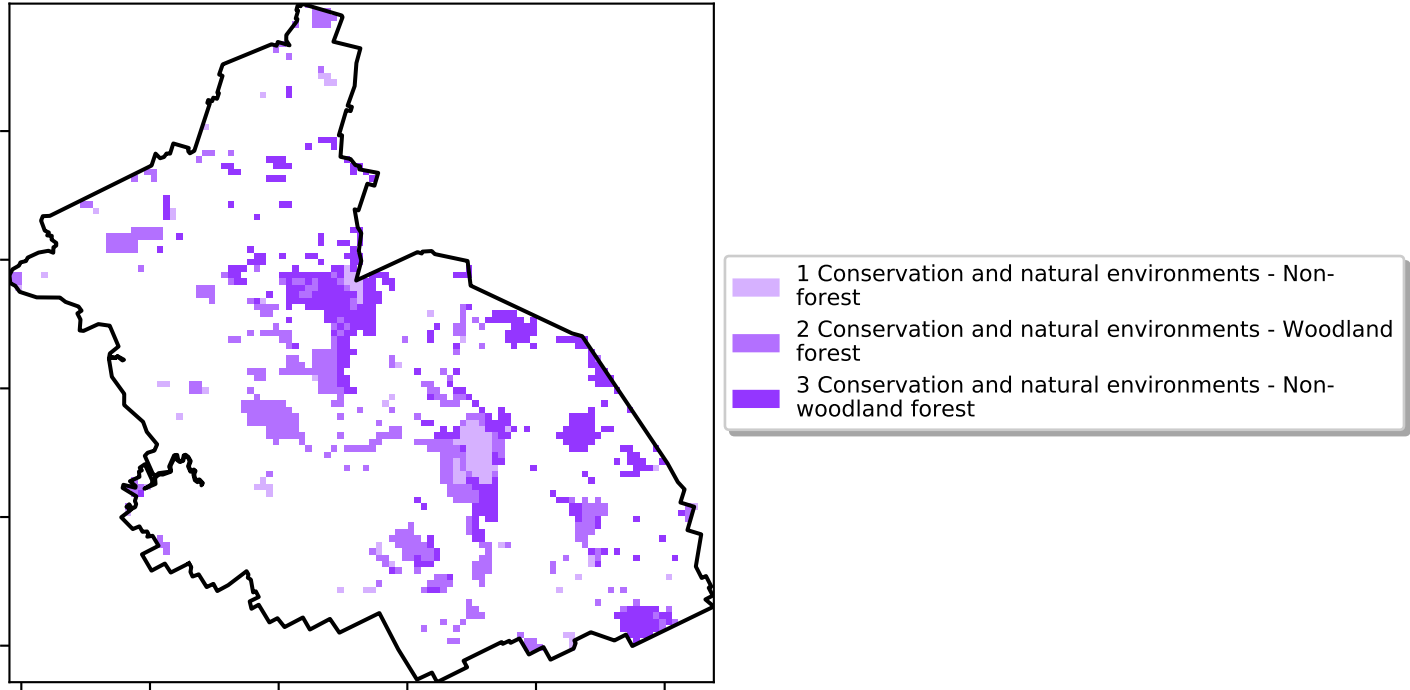 1 Conservation and natural environments - Non-
forest
2 Conservation and natural environments - Woodland
forest
3 Conservation and natural environments - Non-
woodland forest